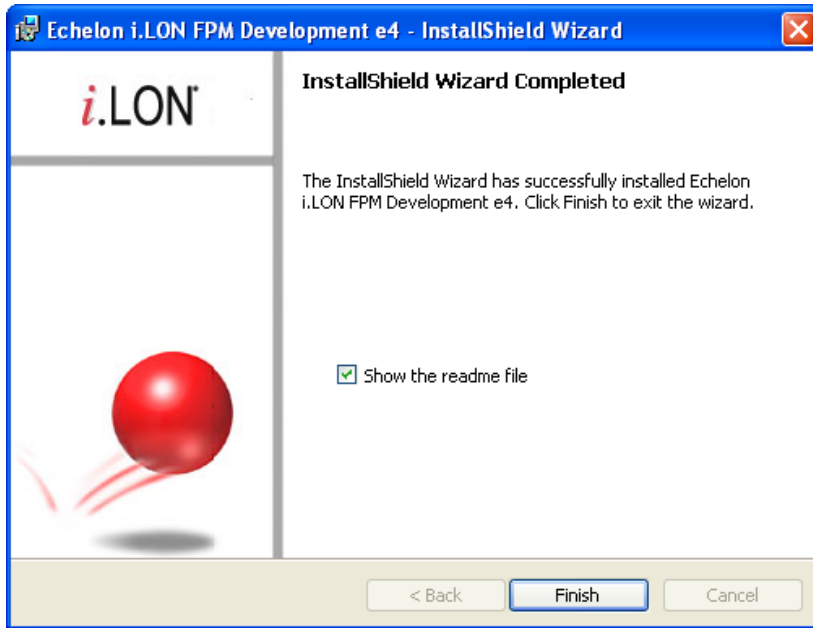 Echelon i.LON FPM Development e4 - InstallShield Wizard
i.LON
InstallShield Wizard Completed
The InstallShield Wizard has successfully installed Echelon
i.LON FPM Development e4. Click Finish to exit the wizard.
Show the readme file
< Back
Finish
Cancel